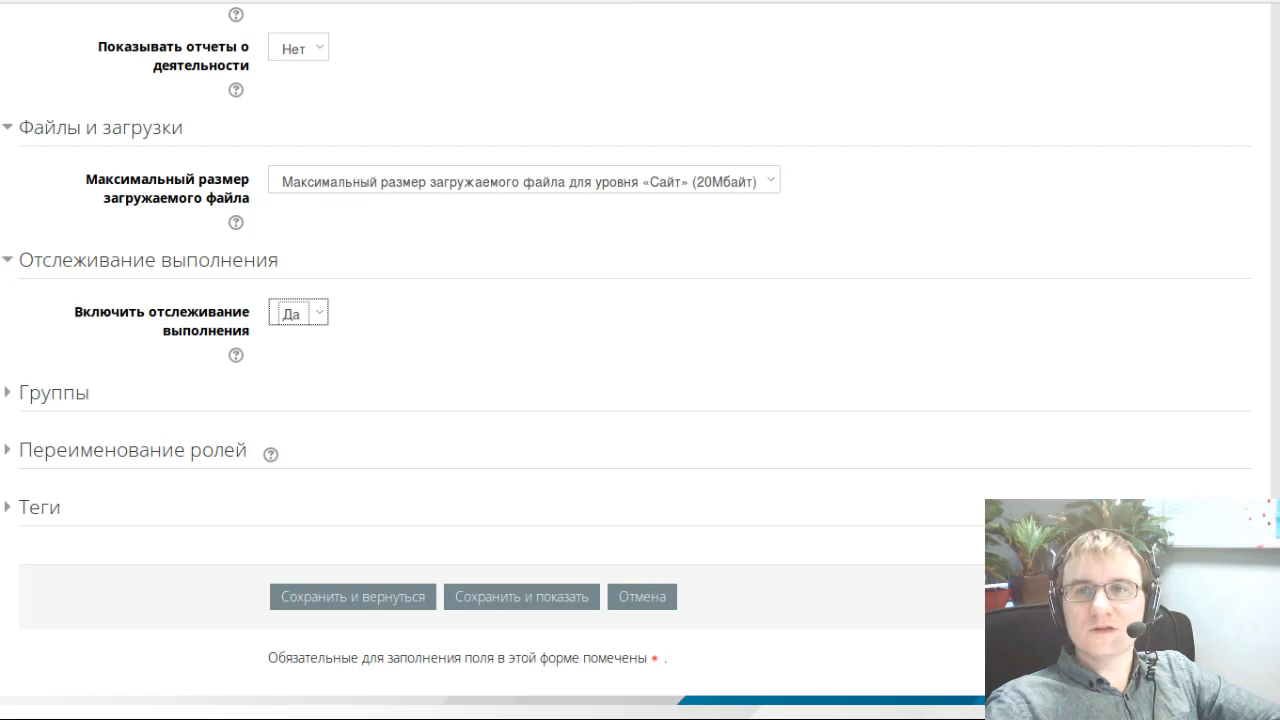 Показывать отчеты о
деятельности
Нет
Файлы и загрузки
Максимальный размер
загружаемого файла
Максимальный размер загружаемого файла для уровня «Сайт» (20Мбайт)
Отслеживание выполнения
Включить отслеживание
выполнения
Да
Группы
Переименование ролей
Теги
Сохранить и вернуться
Сохранить и показать
Отмена
Обязательные для заполнения поля в этой форме помечены * .